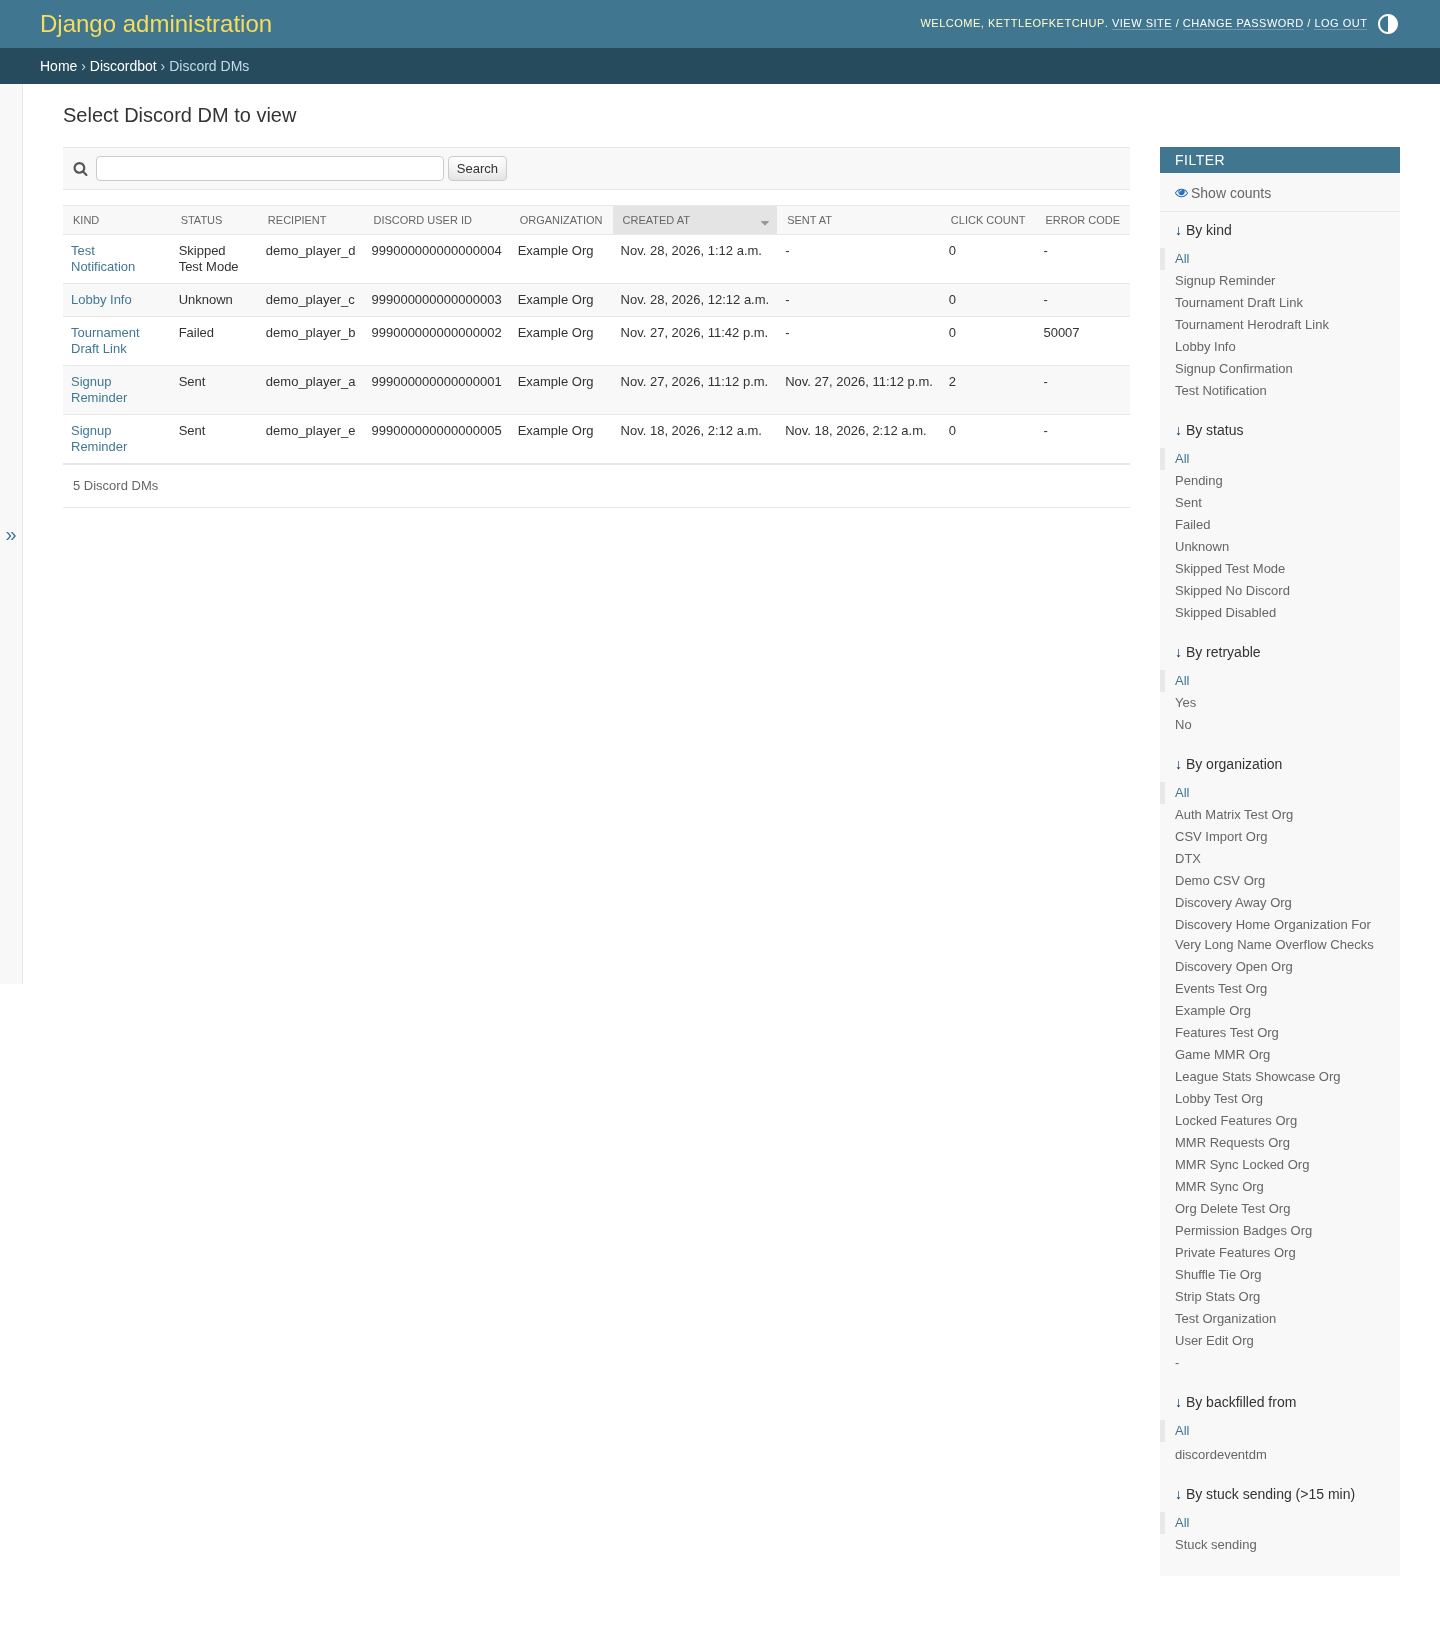 Django administration
WELCOME, KETTLEOFKETCHUP. VIEW SITE / CHANGE PASSWORD / LOG OUT
Home › Discordbot › Discord DMs
»
Select Discord DM to view
Search
KIND STATUS RECIPIENT DISCORD USER ID ORGANIZATION CREATED AT SENT AT CLICK COUNT ERROR CODE
Test Skipped demo_player_d 999000000000000004 Example Org Nov. 28, 2026, 1:12 a.m. - 0 -
Notification Test Mode
Lobby Info Unknown demo_player_c 999000000000000003 Example Org Nov. 28, 2026, 12:12 a.m. - 0 -
Tournament Failed demo_player_b 999000000000000002 Example Org Nov. 27, 2026, 11:42 p.m. - 0 50007
Draft Link
Signup Sent demo_player_a 999000000000000001 Example Org Nov. 27, 2026, 11:12 p.m. Nov. 27, 2026, 11:12 p.m. 2 -
Reminder
Signup Sent demo_player_e 999000000000000005 Example Org Nov. 18, 2026, 2:12 a.m. Nov. 18, 2026, 2:12 a.m. 0 -
Reminder
5 Discord DMs
FILTER
Show counts
↓ By kind
All
Signup Reminder
Tournament Draft Link
Tournament Herodraft Link
Lobby Info
Signup Confirmation
Test Notification
↓ By status
All
Pending
Sent
Failed
Unknown
Skipped Test Mode
Skipped No Discord
Skipped Disabled
↓ By retryable
All
Yes
No
↓ By organization
All
Auth Matrix Test Org
CSV Import Org
DTX
Demo CSV Org
Discovery Away Org
Discovery Home Organization For
Very Long Name Overflow Checks
Discovery Open Org
Events Test Org
Example Org
Features Test Org
Game MMR Org
League Stats Showcase Org
Lobby Test Org
Locked Features Org
MMR Requests Org
MMR Sync Locked Org
MMR Sync Org
Org Delete Test Org
Permission Badges Org
Private Features Org
Shuffle Tie Org
Strip Stats Org
Test Organization
User Edit Org
-
↓ By backfilled from
All
discordeventdm
↓ By stuck sending (>15 min)
All
Stuck sending